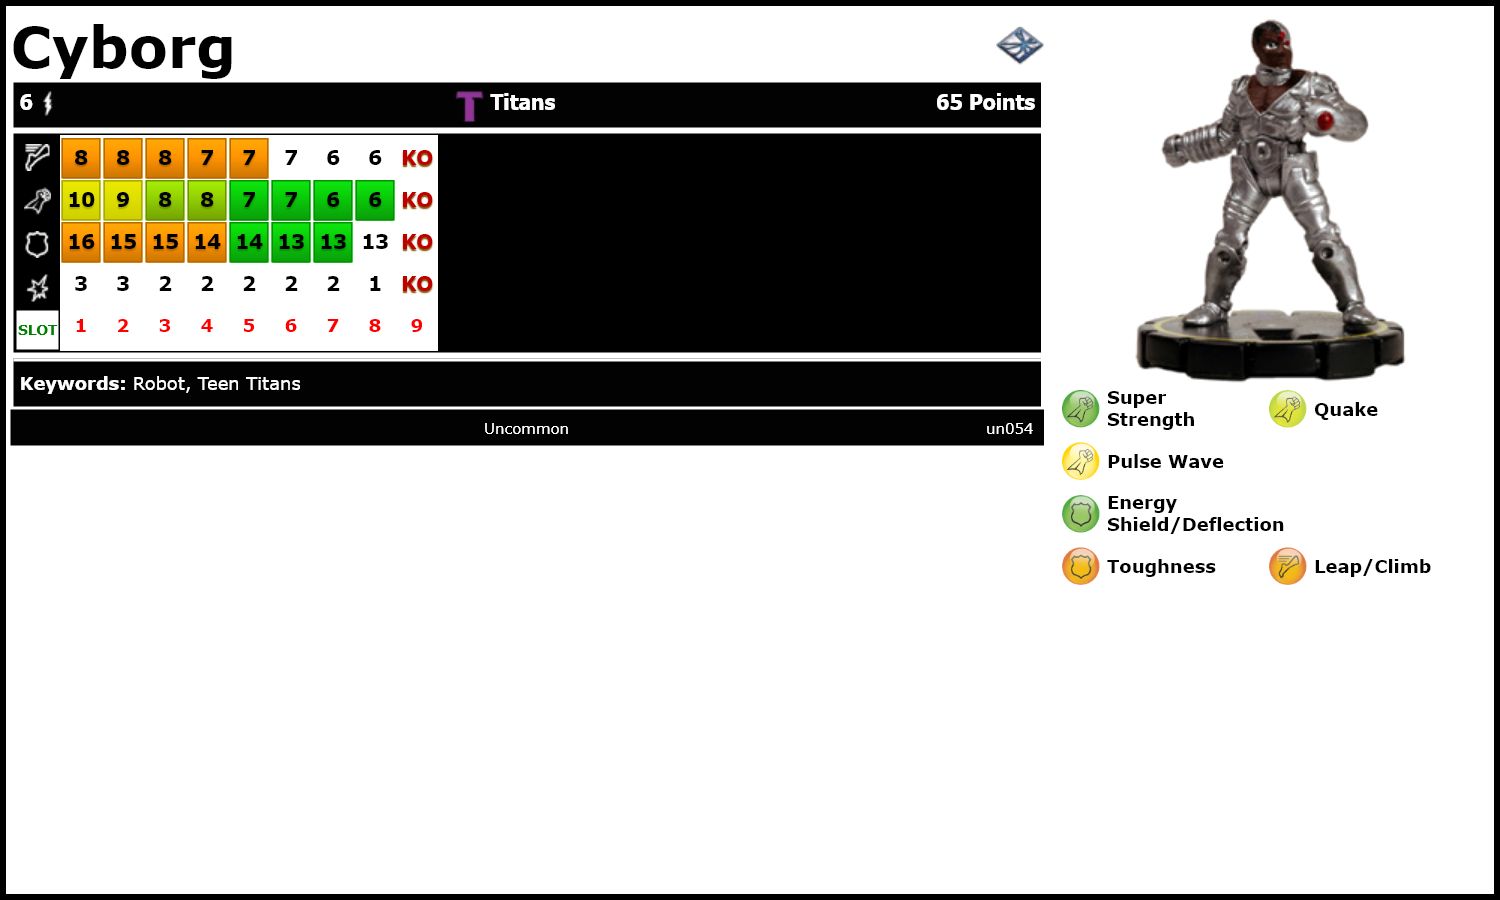 Cyborg
6 Titans 65 Points
8 8 8 7 7 7 6 6 KO
10 9 8 8 7 7 6 6 KO
16 15 15 14 14 13 13 13 KO
3 3 2 2 2 2 2 1 KO
SLOT 1 2 3 4 5 6 7 8 9
Keywords: Robot, Teen Titans
Uncommon un054
Super
Strength
Quake
Pulse Wave
Energy
Shield/Deflection
Toughness Leap/Climb